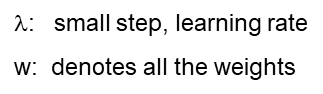 λ: small step, learning rate
w: denotes all the weights